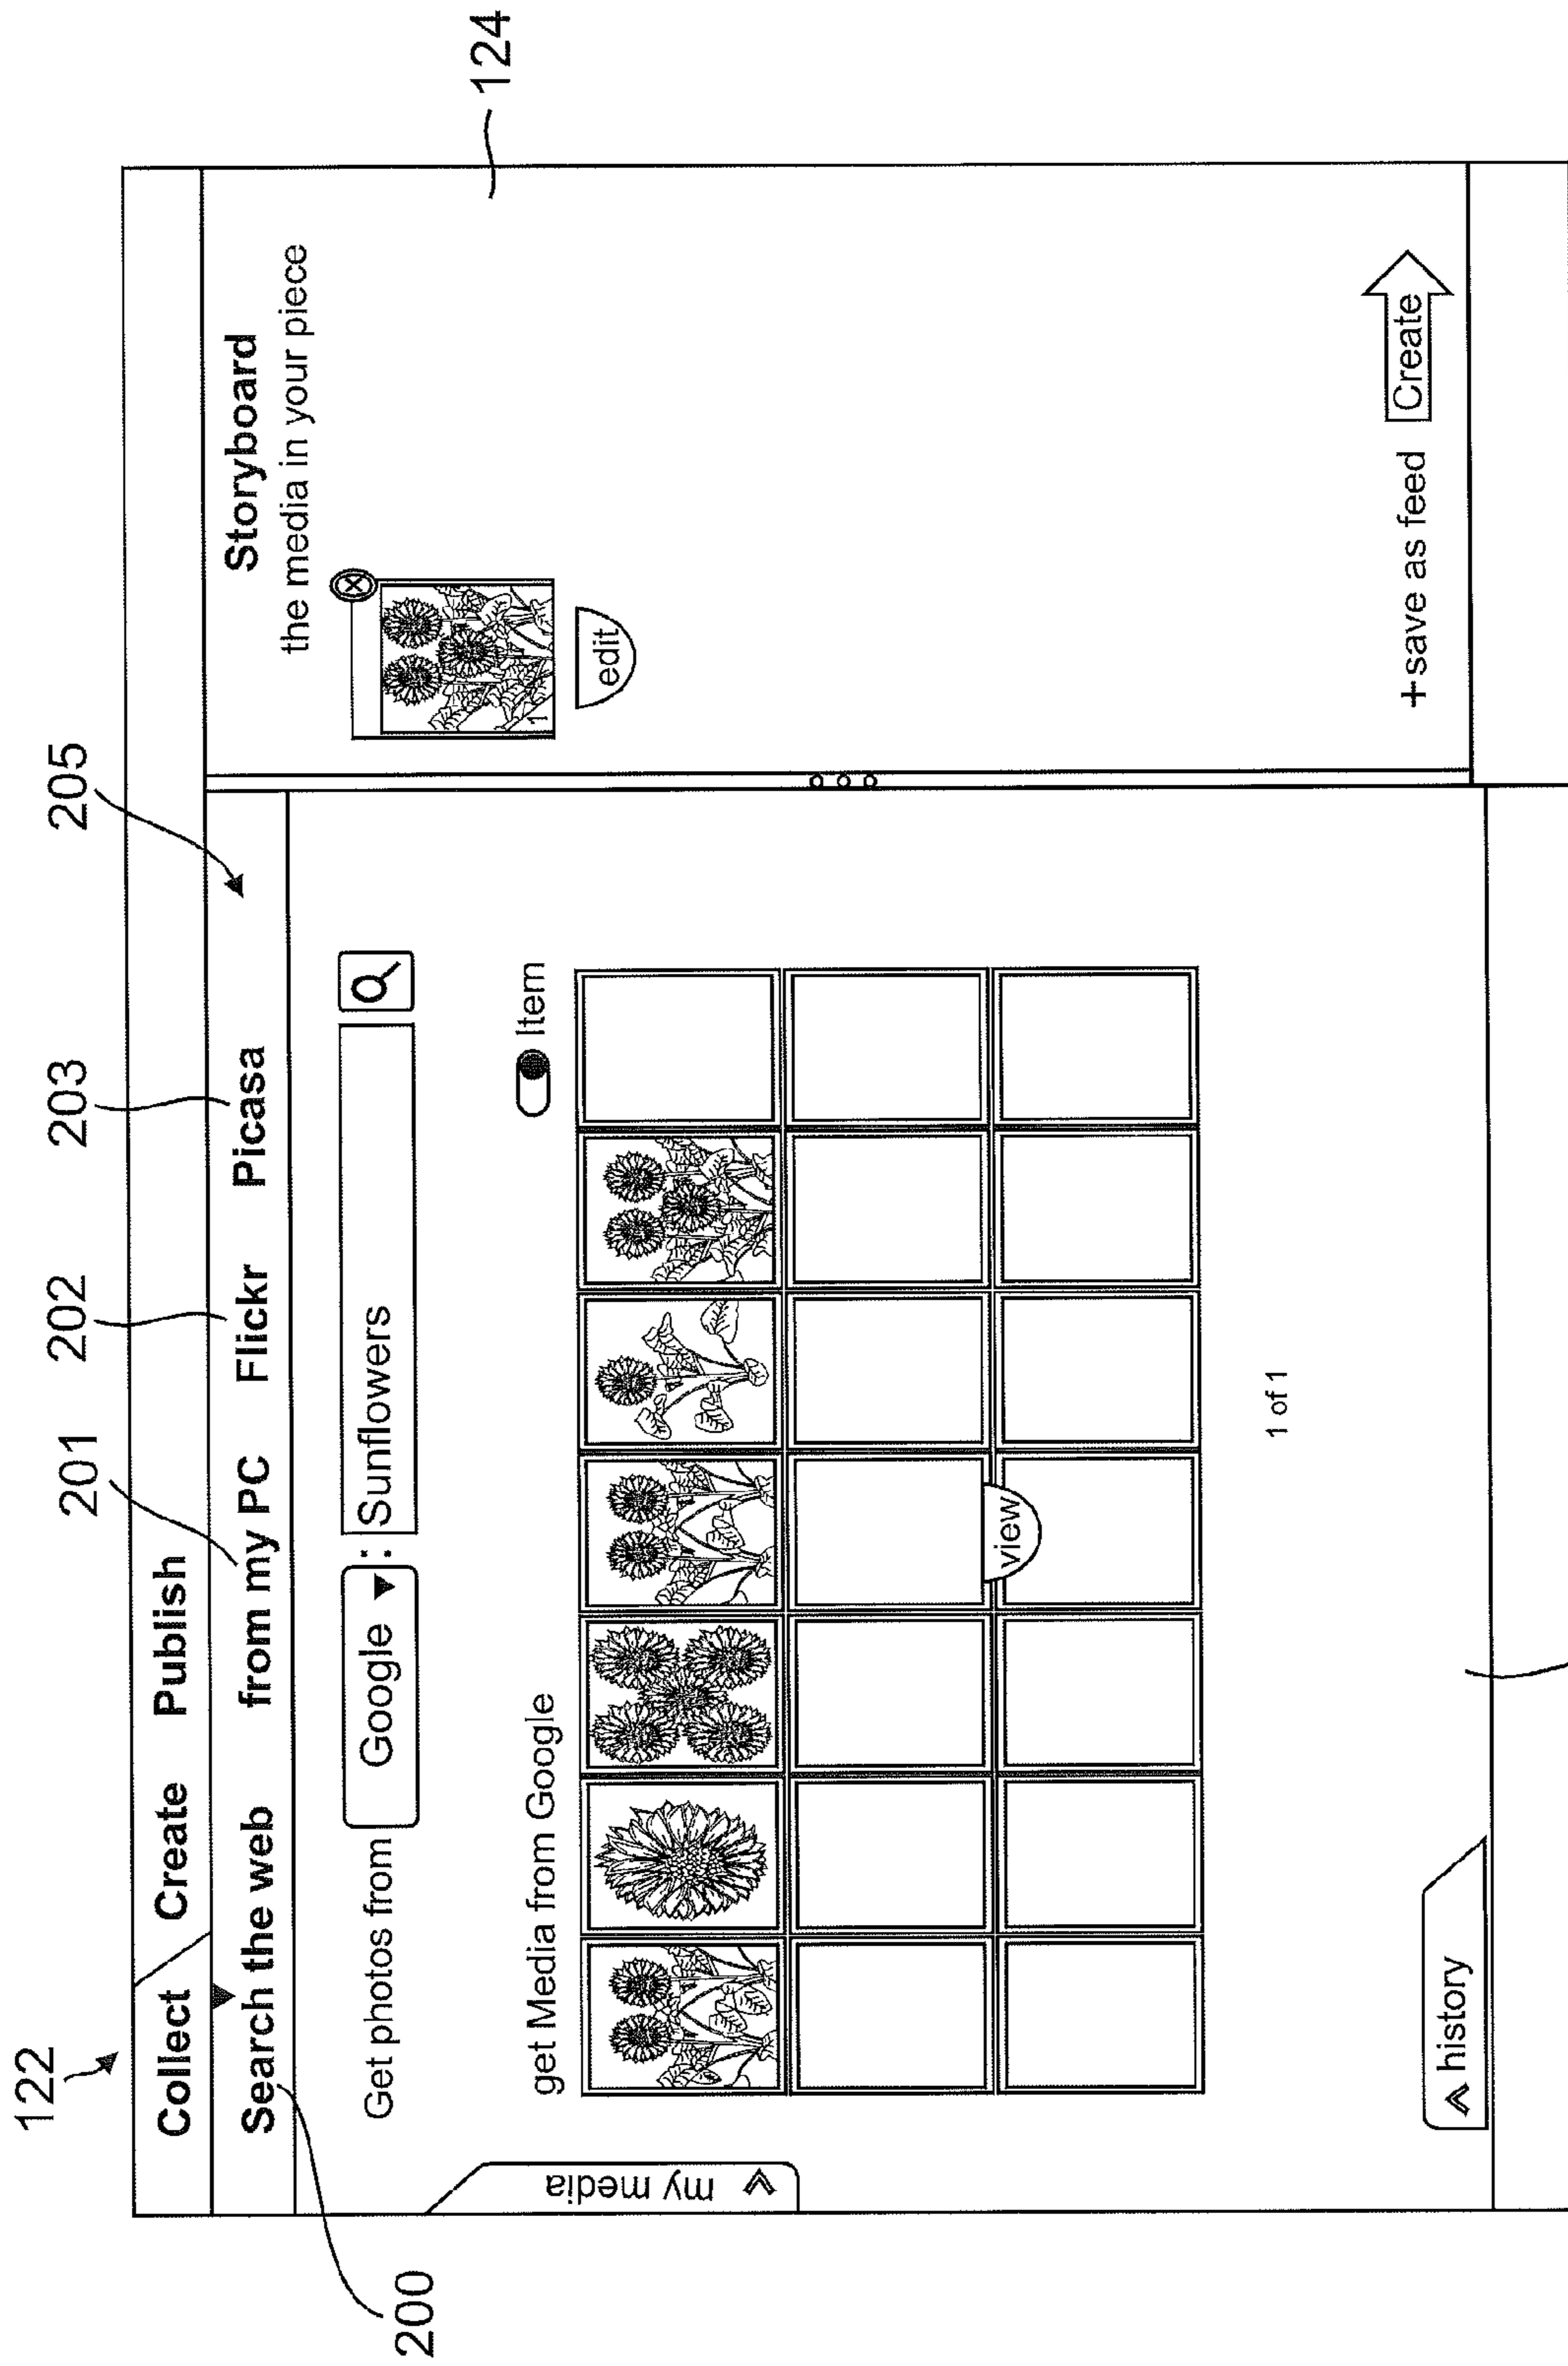 122
205
201 202 203
Collect Create Publish
Search the web from my PC Flickr Picasa
200
Storyboard
the media in your piece
124
Get photos from Google : Sunflowers
Item
get Media from Google
1
edit
my media
view
1 of 1
history
+save as feed Create